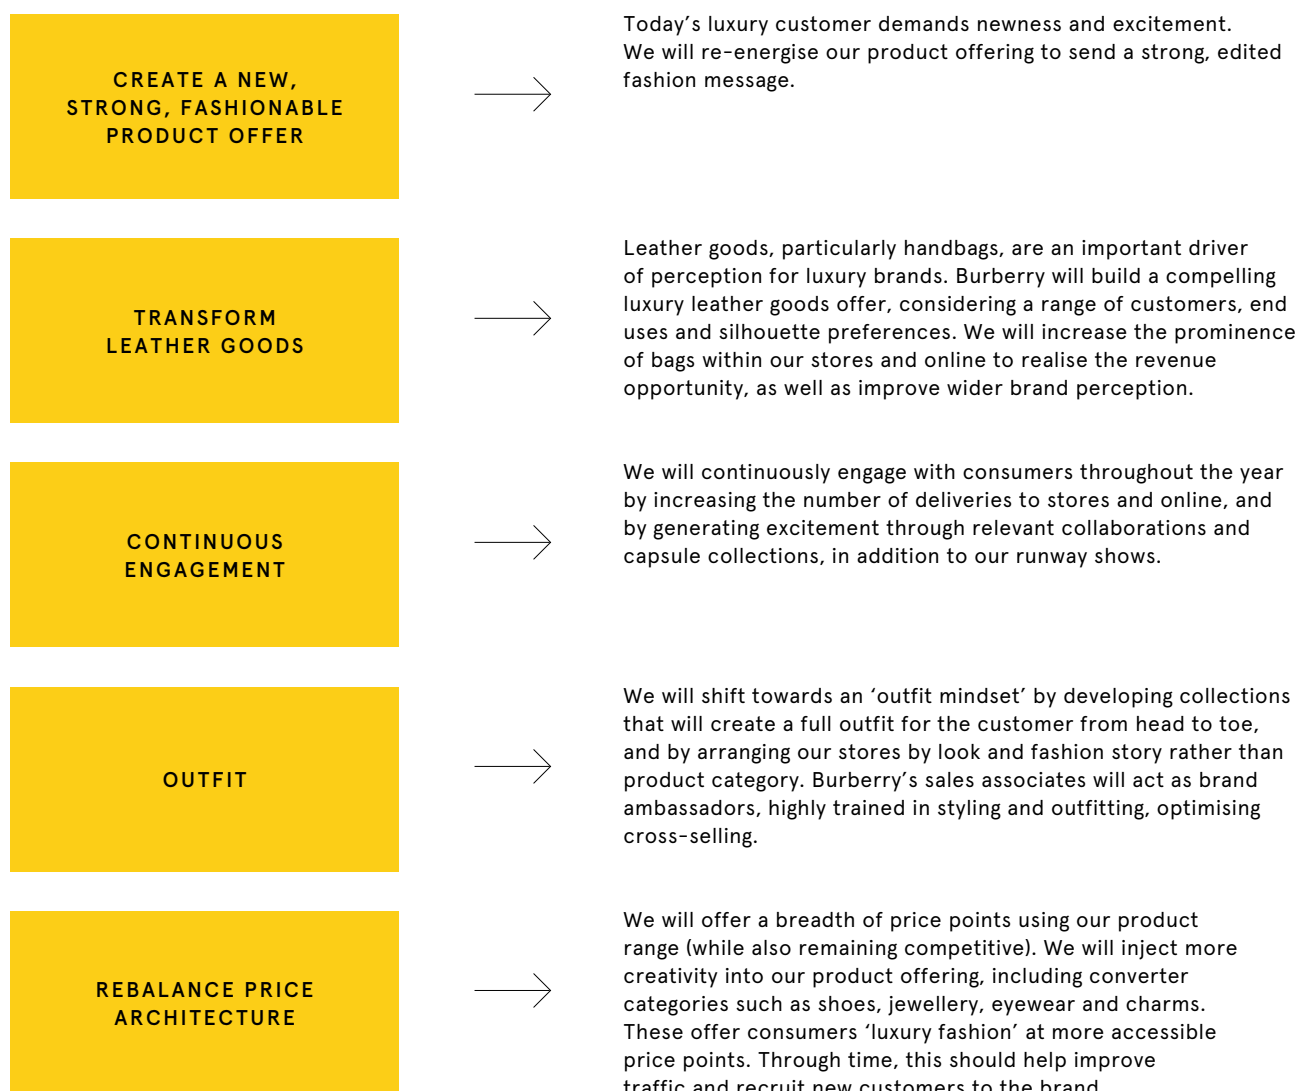 CREATE A NEW,
STRONG, FASHIONABLE
PRODUCT OFFER
Today’s luxury customer demands newness and excitement.
We will re-energise our product offering to send a strong, edited
fashion message.
TRANSFORM
LEATHER GOODS
Leather goods, particularly handbags, are an important driver
of perception for luxury brands. Burberry will build a compelling
luxury leather goods offer, considering a range of customers, end
uses and silhouette preferences. We will increase the prominence
of bags within our stores and online to realise the revenue
opportunity, as well as improve wider brand perception.
CONTINUOUS
ENGAGEMENT
We will continuously engage with consumers throughout the year
by increasing the number of deliveries to stores and online, and
by generating excitement through relevant collaborations and
capsule collections, in addition to our runway shows.
OUTFIT
We will shift towards an ‘outfit mindset’ by developing collections
that will create a full outfit for the customer from head to toe,
and by arranging our stores by look and fashion story rather than
product category. Burberry’s sales associates will act as brand
ambassadors, highly trained in styling and outfitting, optimising
cross-selling.
REBALANCE PRICE
ARCHITECTURE
We will offer a breadth of price points using our product
range (while also remaining competitive). We will inject more
creativity into our product offering, including converter
categories such as shoes, jewellery, eyewear and charms.
These offer consumers ‘luxury fashion’ at more accessible
price points. Through time, this should help improve
traffic and recruit new customers to the brand.